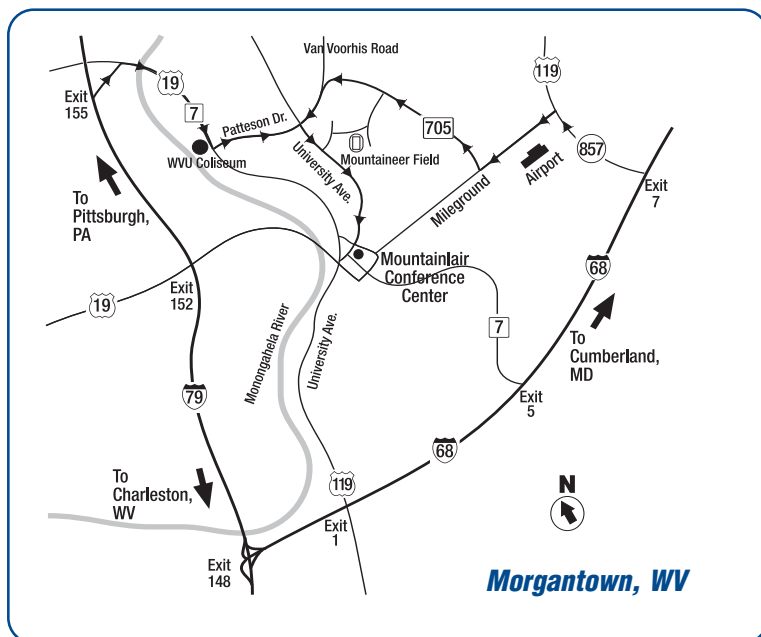 Van Voorhis Road
119
19
Exit
155
7
Patteson Dr.
705
WVU Coliseum
University Ave.
Mountaineer Field
Airport
857
Exit
7
Mileground
To
Pittsburgh,
PA
Mountainlair
Conference
Center
68
19
Exit
152
Monongahela River
University Ave.
7
To
Cumberland,
MD
79
Exit
5
68
To
Charleston,
WV
119
N
Exit
1
Exit
148
Morgantown, WV